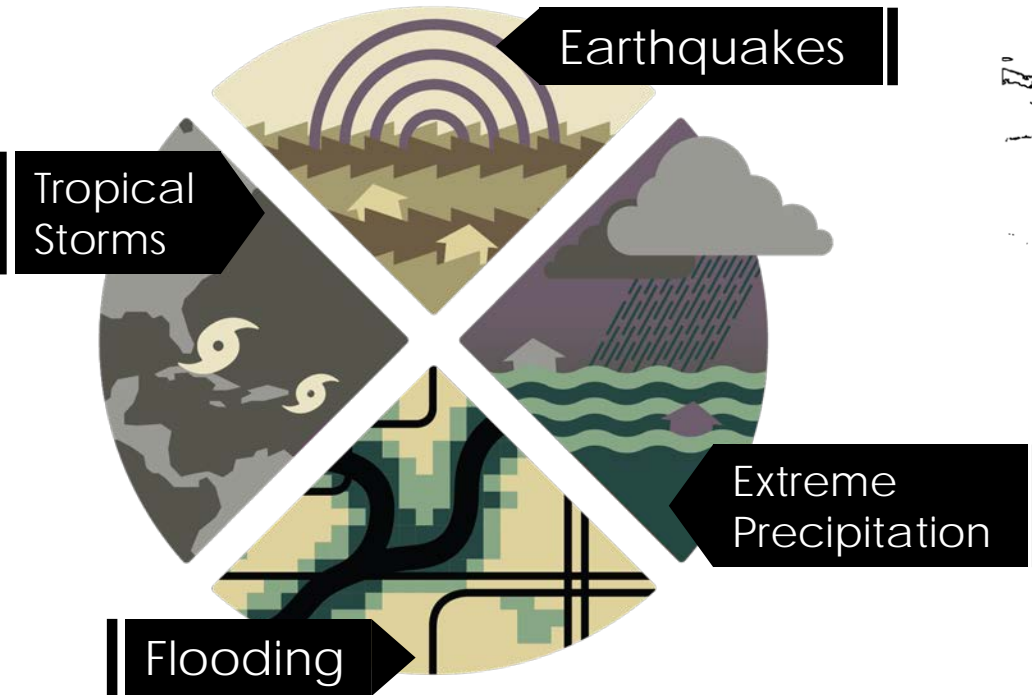 Earthquakes
Tropical
Storms
Extreme
Precipitation
Flooding